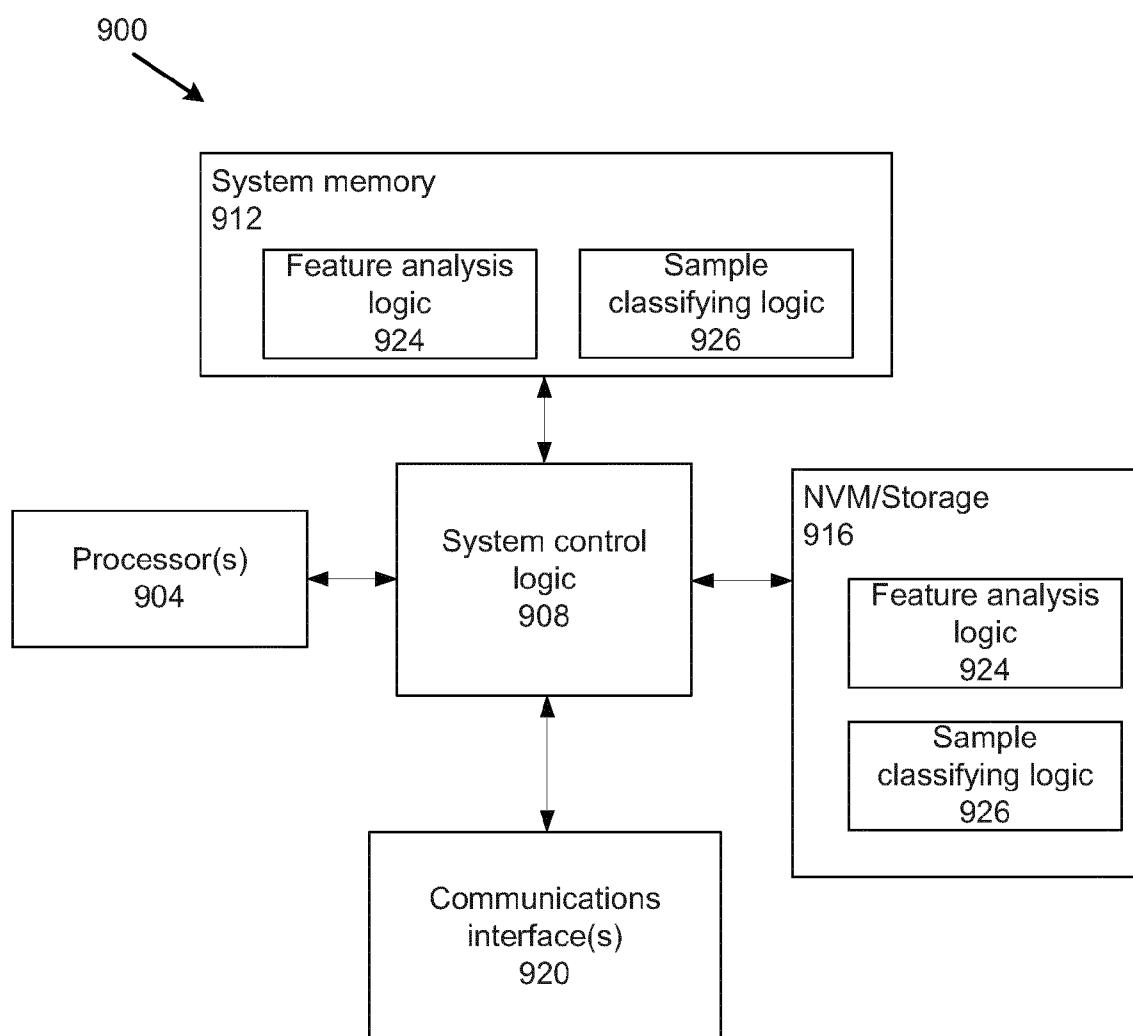 900
System memory
912
Feature analysis
logic
924
Sample
classifying logic
926
Processor(s)
904
System control
logic
908
NVM/Storage
916
Feature analysis
logic
924
Sample
classifying logic
926
Communications
interface(s)
920